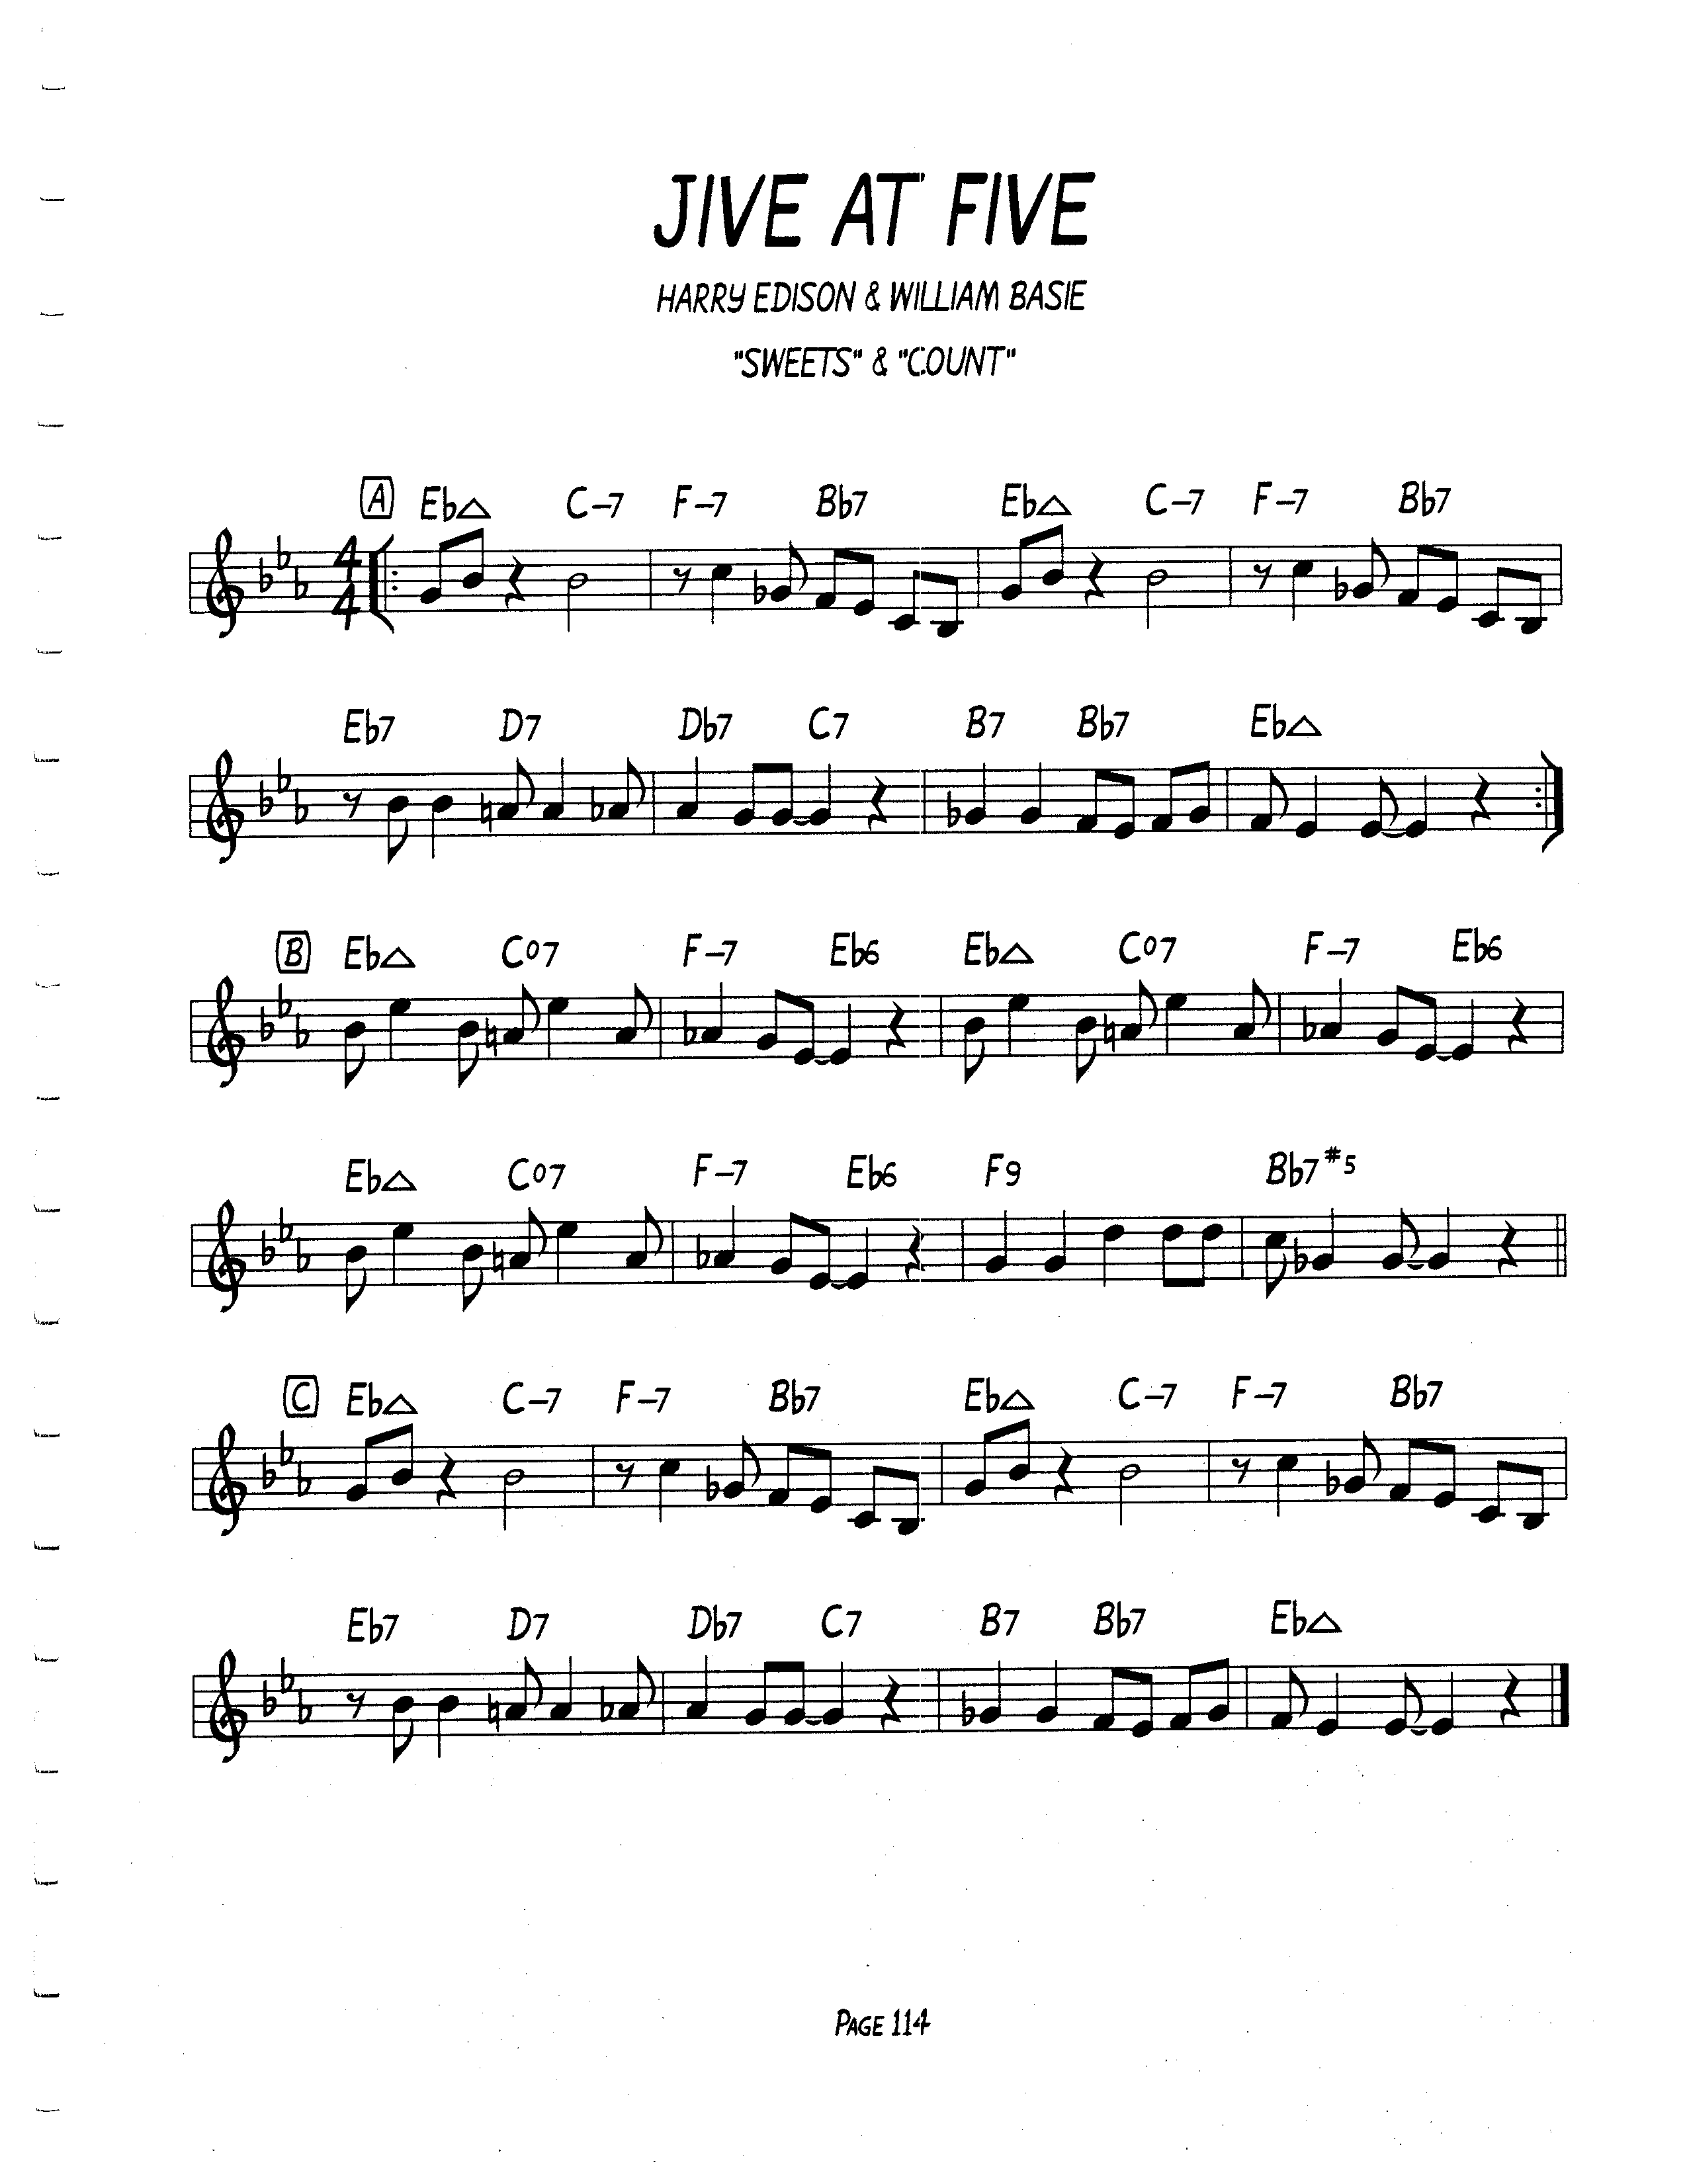 JIVE AT FIVE
HARRY EDISON & WILLIAM BASIE
"SWEETS" & "COUNT"
A Eb△ C-7 F-7 Bb7 Eb△ C-7 F-7 Bb7
4
4
Eb7 D7 Db7 C7 B7 Bb7 Eb△
B Eb△ Co7 F-7 Eb6 Eb△ Co7 F-7 Eb6
Eb△ Co7 F-7 Eb6 F9 Bb7#5
C Eb△ C-7 F-7 Bb7 Eb△ C-7 F-7 Bb7
Eb7 D7 Db7 C7 B7 Bb7 Eb△
PAGE 114